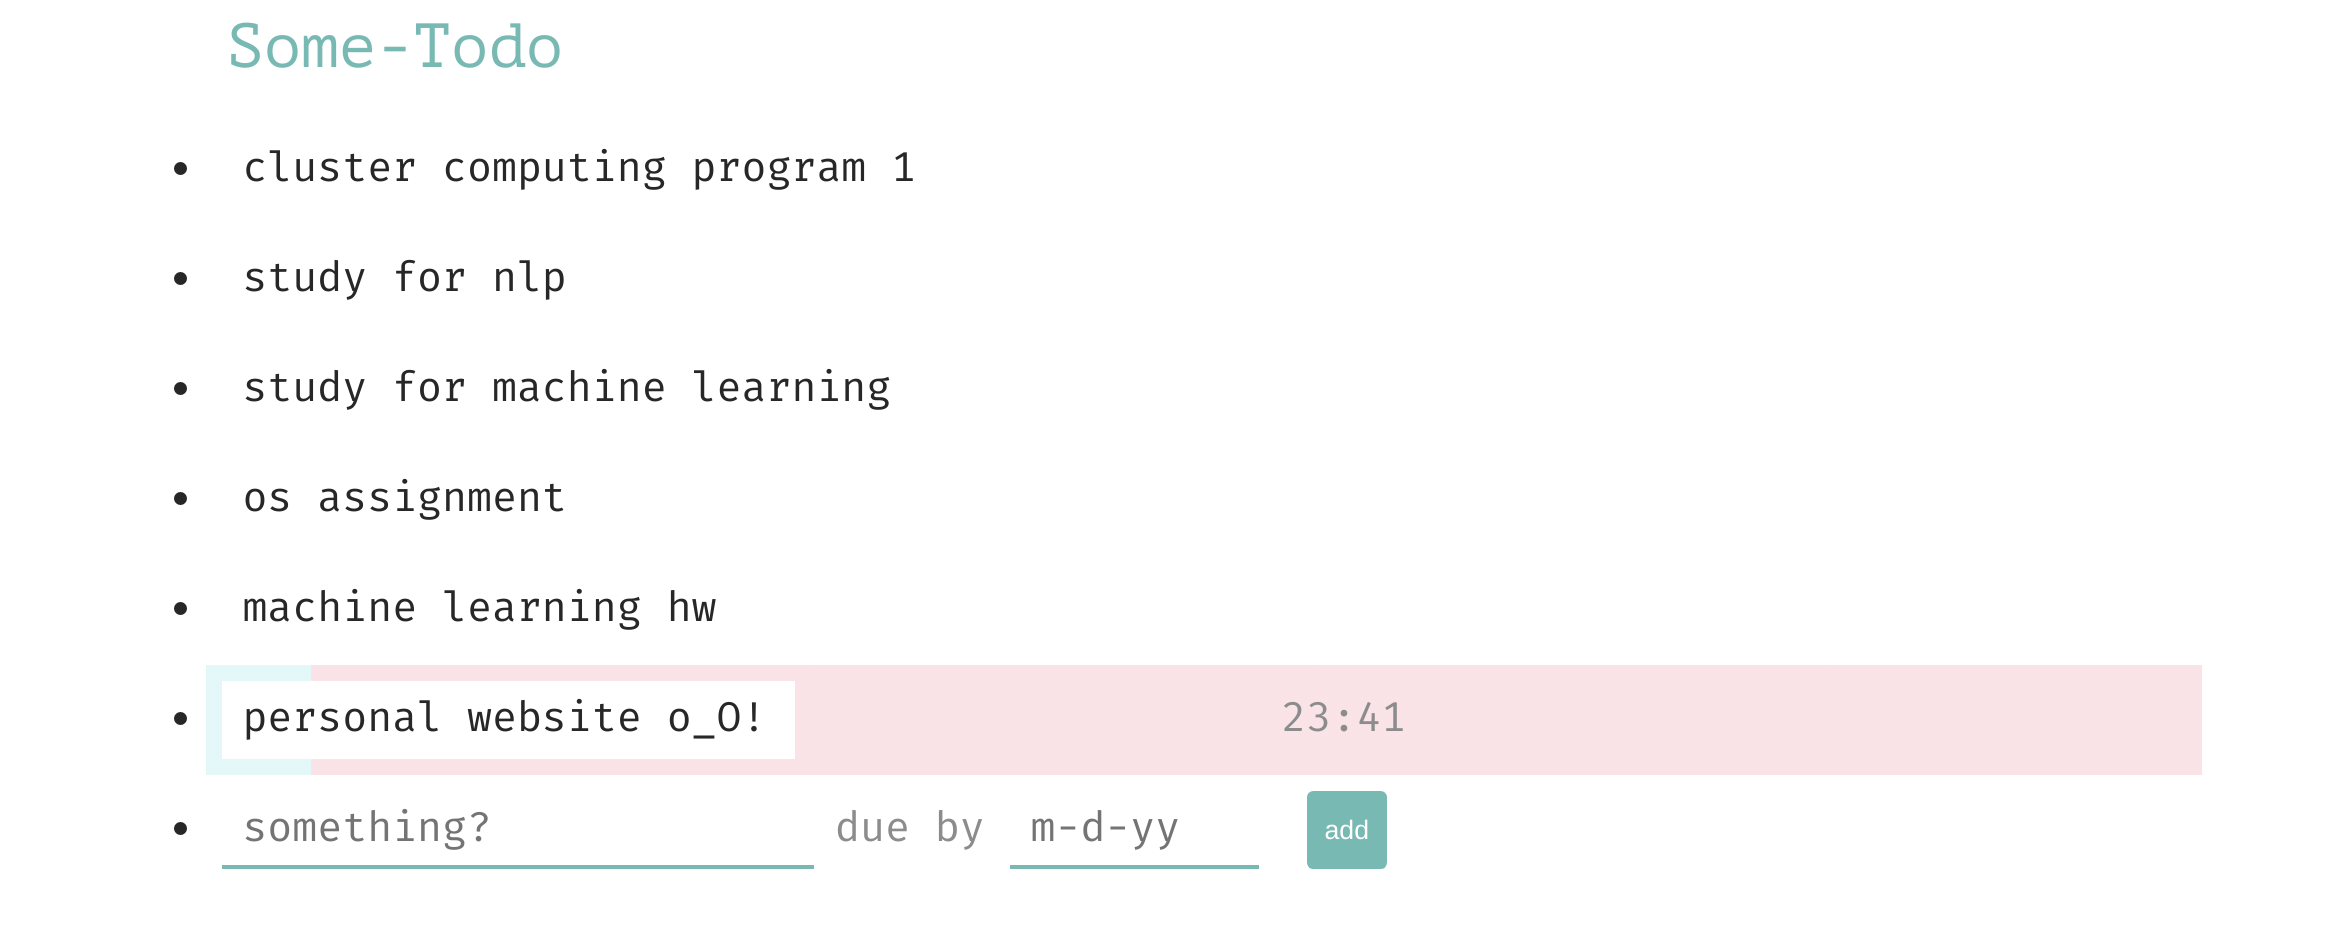 Some-Todo
• cluster computing program 1
• study for nlp
• study for machine learning
• os assignment
• machine learning hw
• personal website o_O! 23:41
• something? due by m-d-yy add